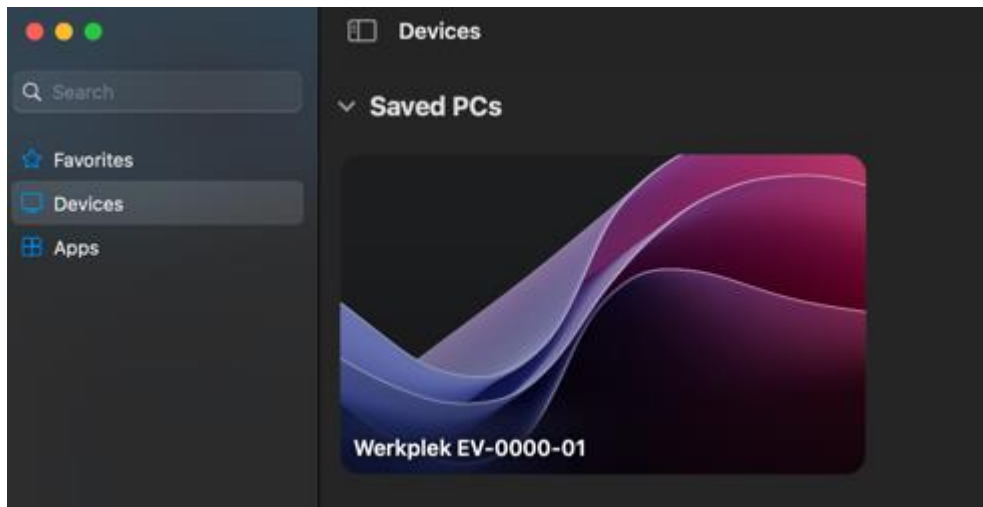 Devices
Search
Saved PCs
Favorites
Devices
Apps
Werkplek EV-0000-01